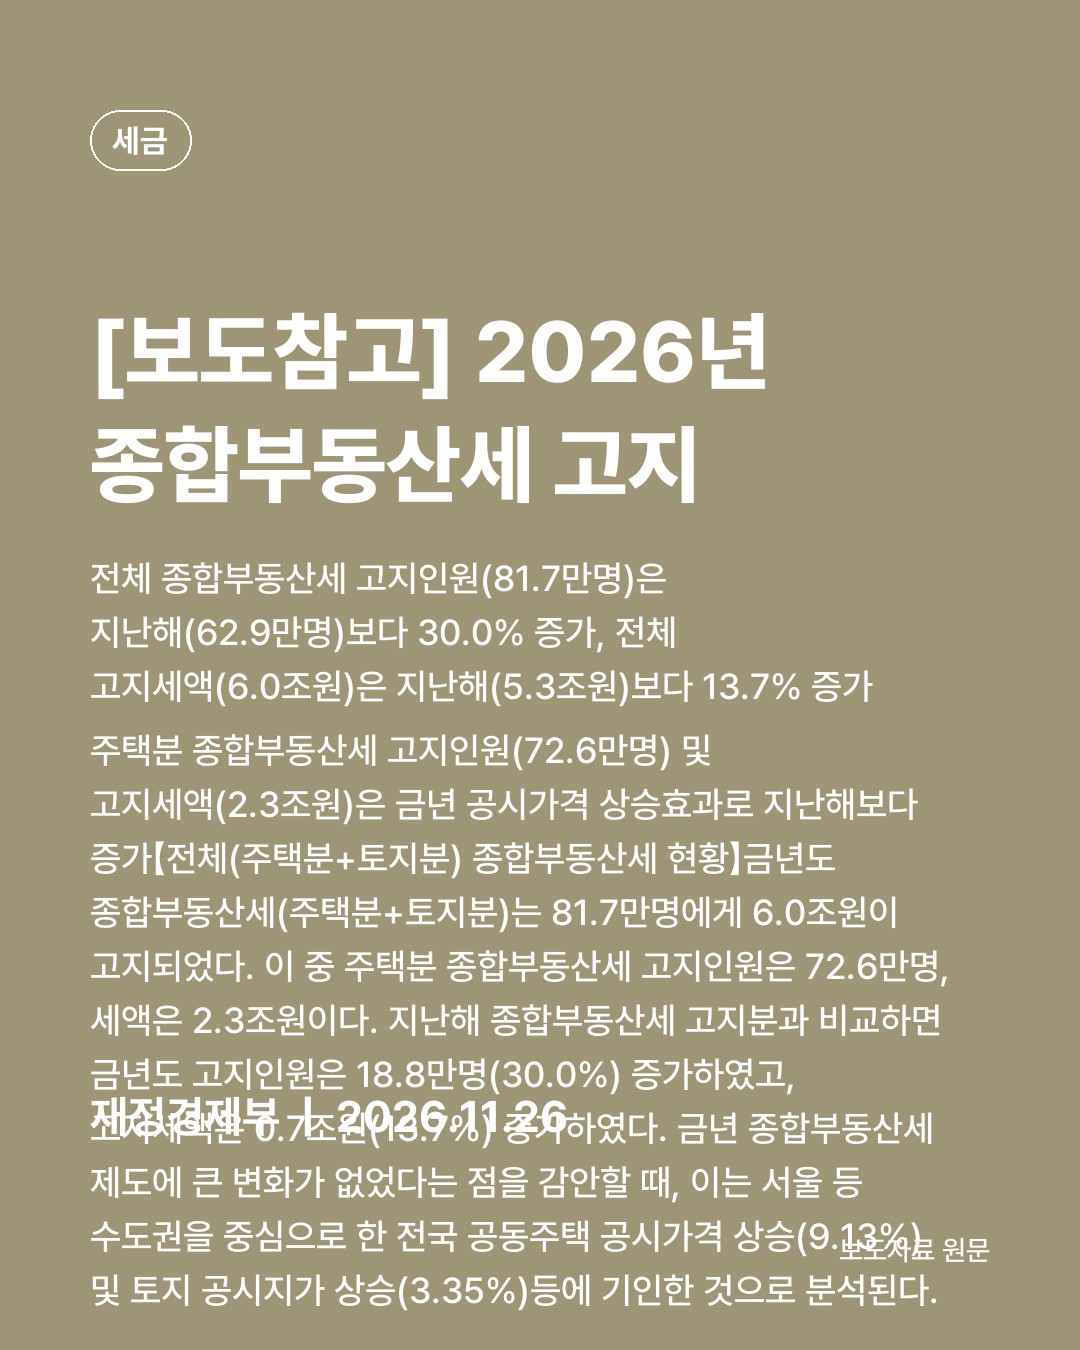 세금
[보도참고] 2026년
종합부동산세 고지
전체 종합부동산세 고지인원(81.7만명)은
지난해(62.9만명)보다 30.0% 증가, 전체
고지세액(6.0조원)은 지난해(5.3조원)보다 13.7% 증가
주택분 종합부동산세 고지인원(72.6만명) 및
고지세액(2.3조원)은 금년 공시가격 상승효과로 지난해보다
증가【전체(주택분+토지분) 종합부동산세 현황】금년도
종합부동산세(주택분+토지분)는 81.7만명에게 6.0조원이
고지되었다. 이 중 주택분 종합부동산세 고지인원은 72.6만명,
세액은 2.3조원이다. 지난해 종합부동산세 고지분과 비교하면
금년도 고지인원은 18.8만명(30.0%) 증가하였고,
재정경제부 | 2026.11.26
고지세액은 0.7조원(13.7%) 증가하였다. 금년 종합부동산세
제도에 큰 변화가 없었다는 점을 감안할 때, 이는 서울 등
수도권을 중심으로 한 전국 공동주택 공시가격 상승(9.13%)
보도자료 원문
및 토지 공시지가 상승(3.35%)등에 기인한 것으로 분석된다.